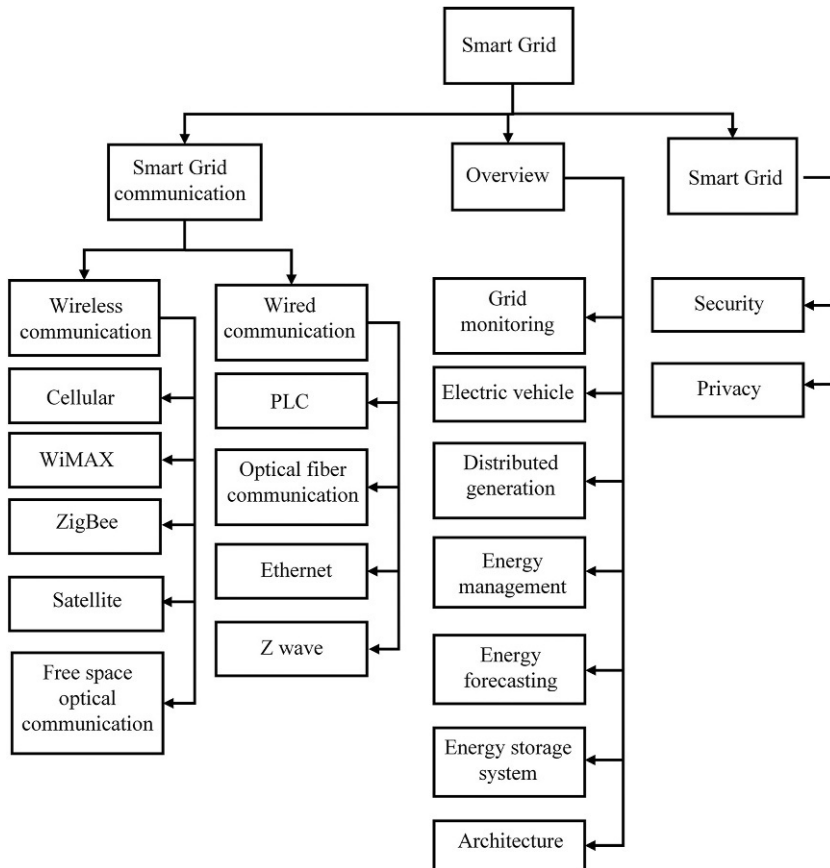 Smart Grid
Smart Grid
communication
Overview
Smart Grid
Wireless
communication
Cellular
WiMAX
ZigBee
Satellite
Free space
optical
communication
Wired
communication
PLC
Optical fiber
communication
Ethernet
Z wave
Grid
monitoring
Electric vehicle
Distributed
generation
Energy
management
Energy
forecasting
Energy storage
system
Architecture
Security
Privacy